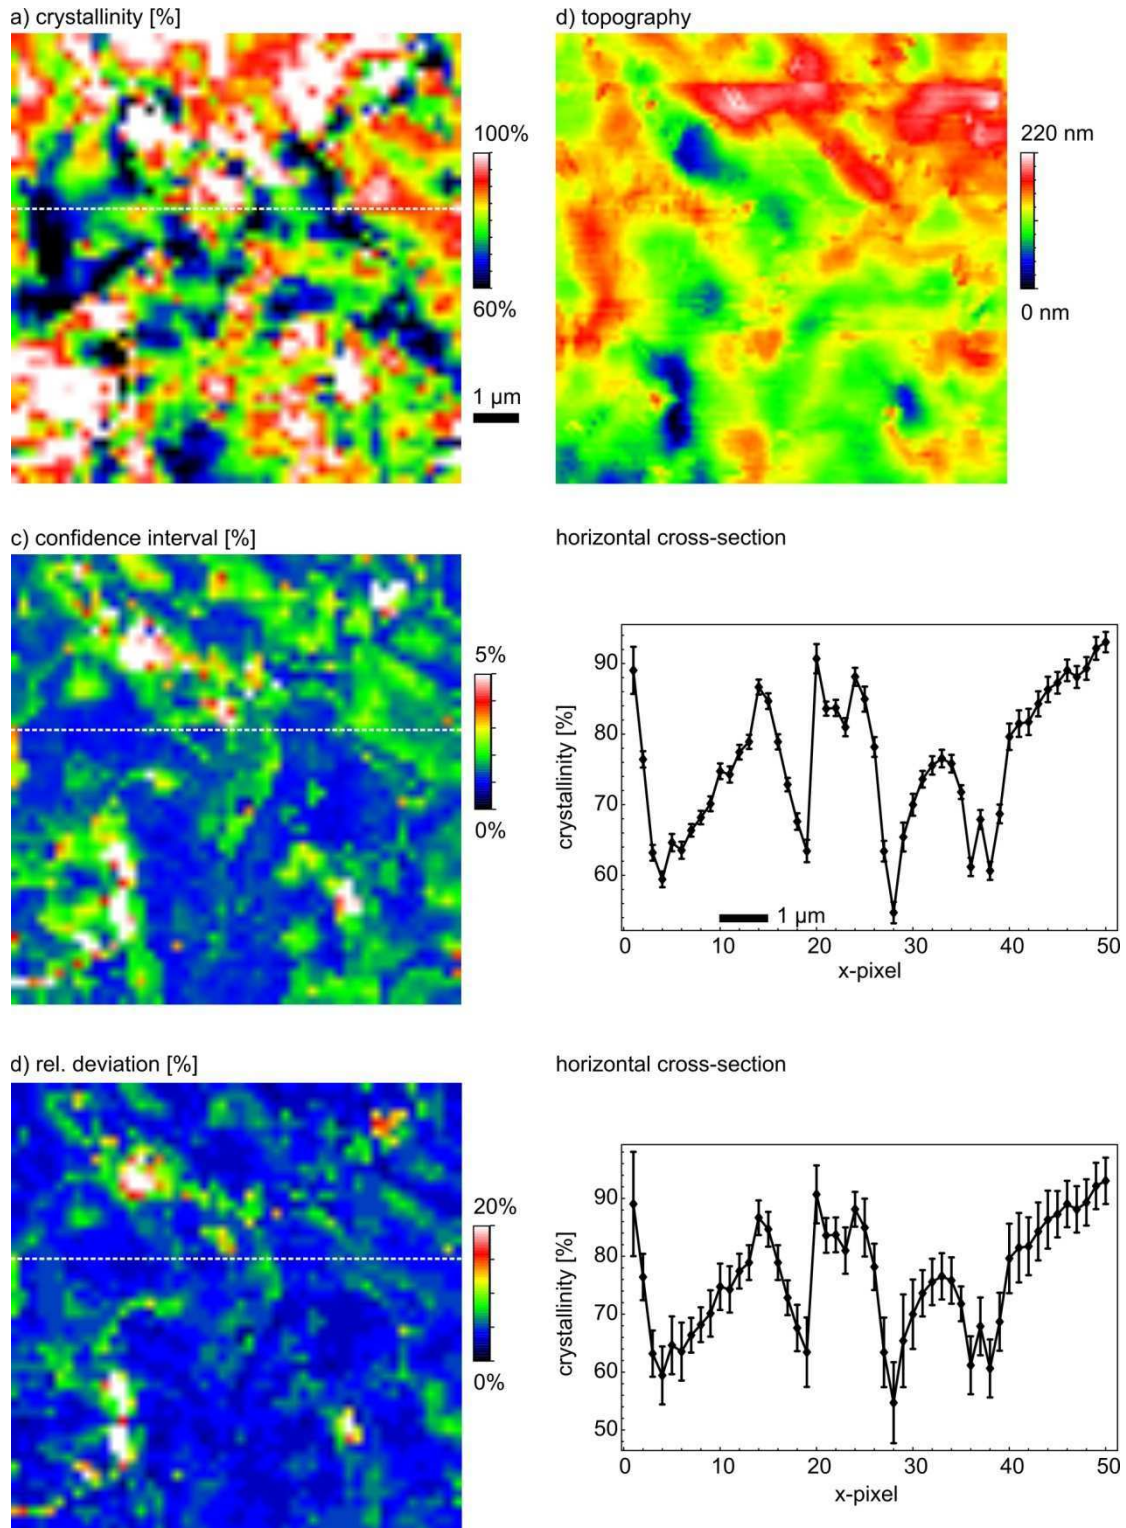 a) crystallinity [%]
d) topography
100%
60%
1 µm
220 nm
0 nm
c) confidence interval [%]
horizontal cross-section
5%
0%
crystallinity [%]
90
80
70
60
1 µm
0 10 20 30 40 50
x-pixel
d) rel. deviation [%]
horizontal cross-section
20%
0%
crystallinity [%]
90
80
70
60
50
0 10 20 30 40 50
x-pixel